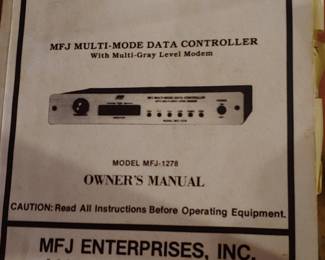 MFJ MULTI-MODE DATA CONTROLLER
With Multi-Gray Level Modem
MODEL MFJ-1278
OWNER'S MANUAL
CAUTION: Read All Instructions Before Operating Equipment.
MFJ ENTERPRISES, INC.